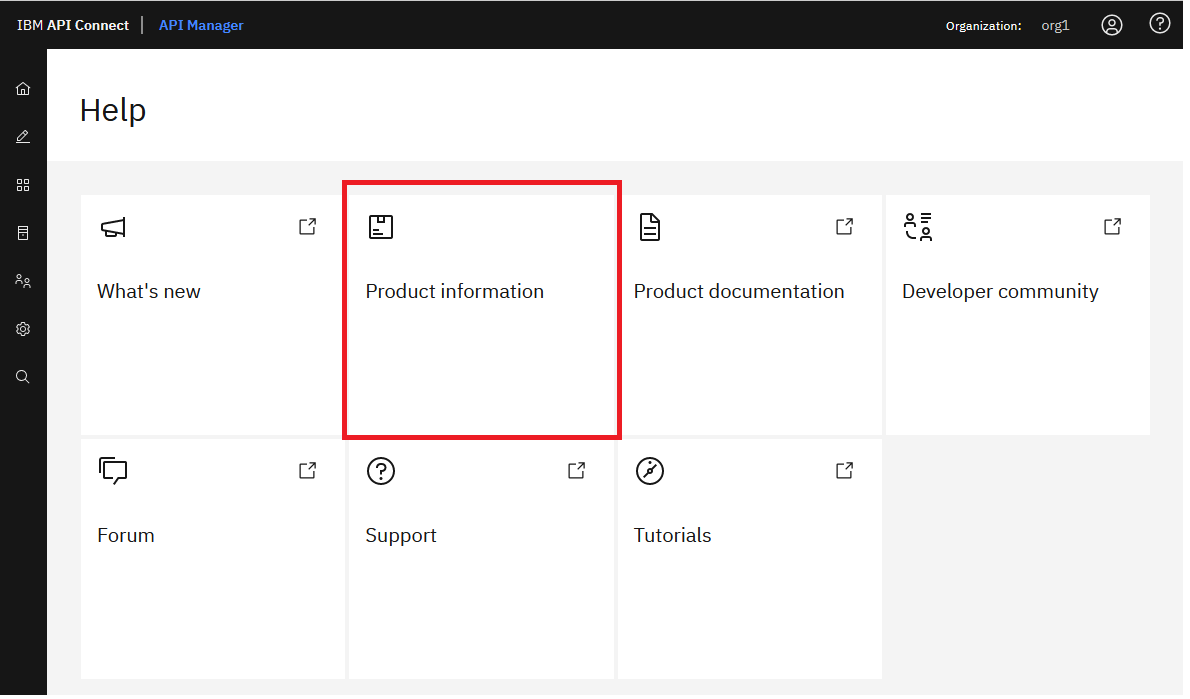 IBM API Connect | API Manager
Organization: org1
Help
What's new
Product information
Product documentation
Developer community
Forum
Support
Tutorials